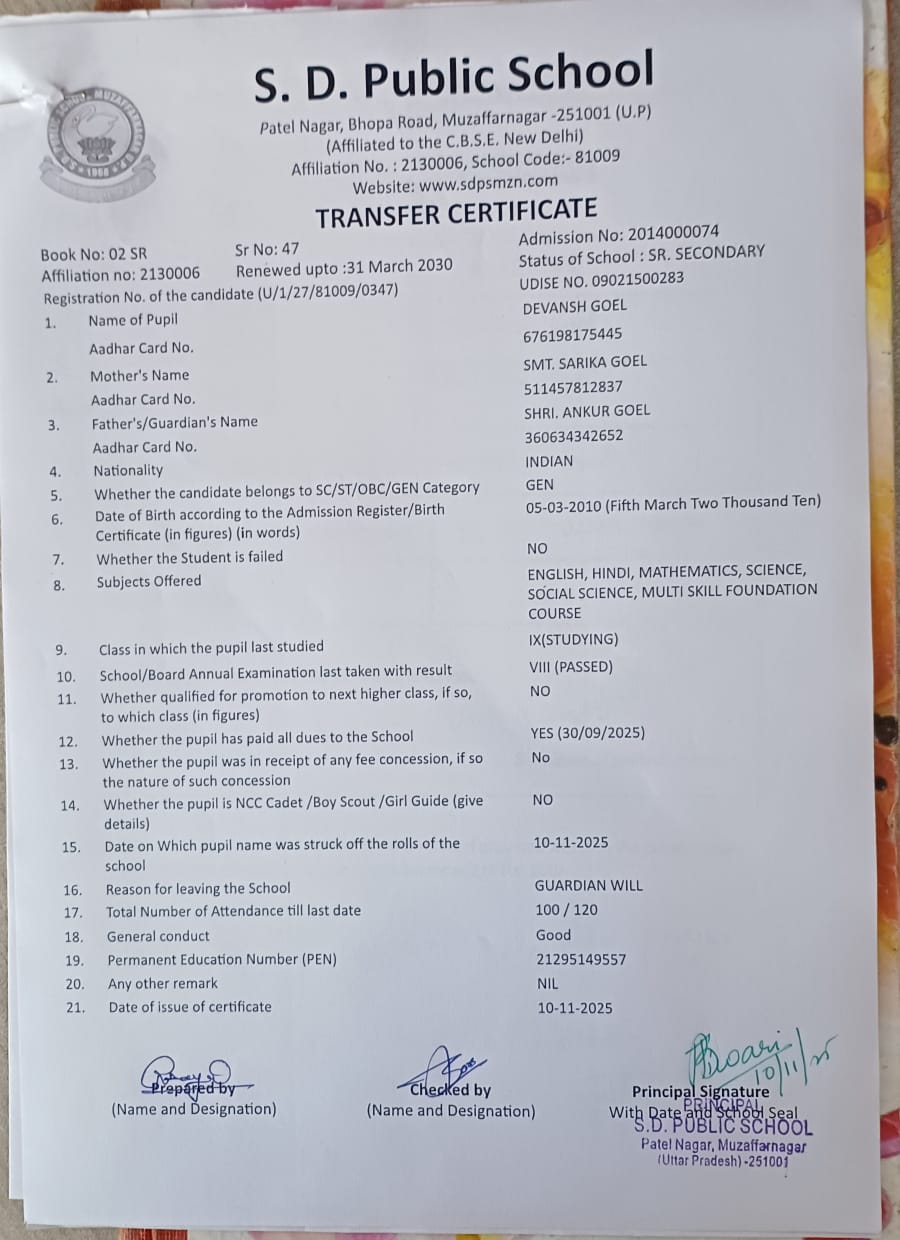 S. D. Public School
Patel Nagar, Bhopa Road, Muzaffarnagar -251001 (U.P)
(Affiliated to the C.B.S.E. New Delhi)
Affiliation No. : 2130006, School Code:- 81009
Website: www.sdpsmzn.com
TRANSFER CERTIFICATE
Book No: 02 SR Sr No: 47 Admission No: 2014000074
Affiliation no: 2130006 Renewed upto :31 March 2030 Status of School : SR. SECONDARY
Registration No. of the candidate (U/1/27/81009/0347) UDISE NO. 09021500283
1. Name of Pupil DEVANSH GOEL
Aadhar Card No. 676198175445
2. Mother's Name SMT. SARIKA GOEL
Aadhar Card No. 511457812837
3. Father's/Guardian's Name SHRI. ANKUR GOEL
Aadhar Card No. 360634342652
4. Nationality INDIAN
5. Whether the candidate belongs to SC/ST/OBC/GEN Category GEN
6. Date of Birth according to the Admission Register/Birth 05-03-2010 (Fifth March Two Thousand Ten)
Certificate (in figures) (in words)
7. Whether the Student is failed NO
8. Subjects Offered ENGLISH, HINDI, MATHEMATICS, SCIENCE,
SOCIAL SCIENCE, MULTI SKILL FOUNDATION
COURSE
9. Class in which the pupil last studied IX(STUDYING)
10. School/Board Annual Examination last taken with result VIII (PASSED)
11. Whether qualified for promotion to next higher class, if so, NO
to which class (in figures)
12. Whether the pupil has paid all dues to the School YES (30/09/2025)
13. Whether the pupil was in receipt of any fee concession, if so No
the nature of such concession
14. Whether the pupil is NCC Cadet /Boy Scout /Girl Guide (give NO
details)
15. Date on Which pupil name was struck off the rolls of the 10-11-2025
school
16. Reason for leaving the School GUARDIAN WILL
17. Total Number of Attendance till last date 100 / 120
18. General conduct Good
19. Permanent Education Number (PEN) 21295149557
20. Any other remark NIL
21. Date of issue of certificate 10-11-2025
10/11/25
Prepared by Checked by Principal Signature
(Name and Designation) (Name and Designation) With Date and School Seal
PRINCIPAL
S.D. PUBLIC SCHOOL
Patel Nagar, Muzaffarnagar
(Uttar Pradesh) -251001